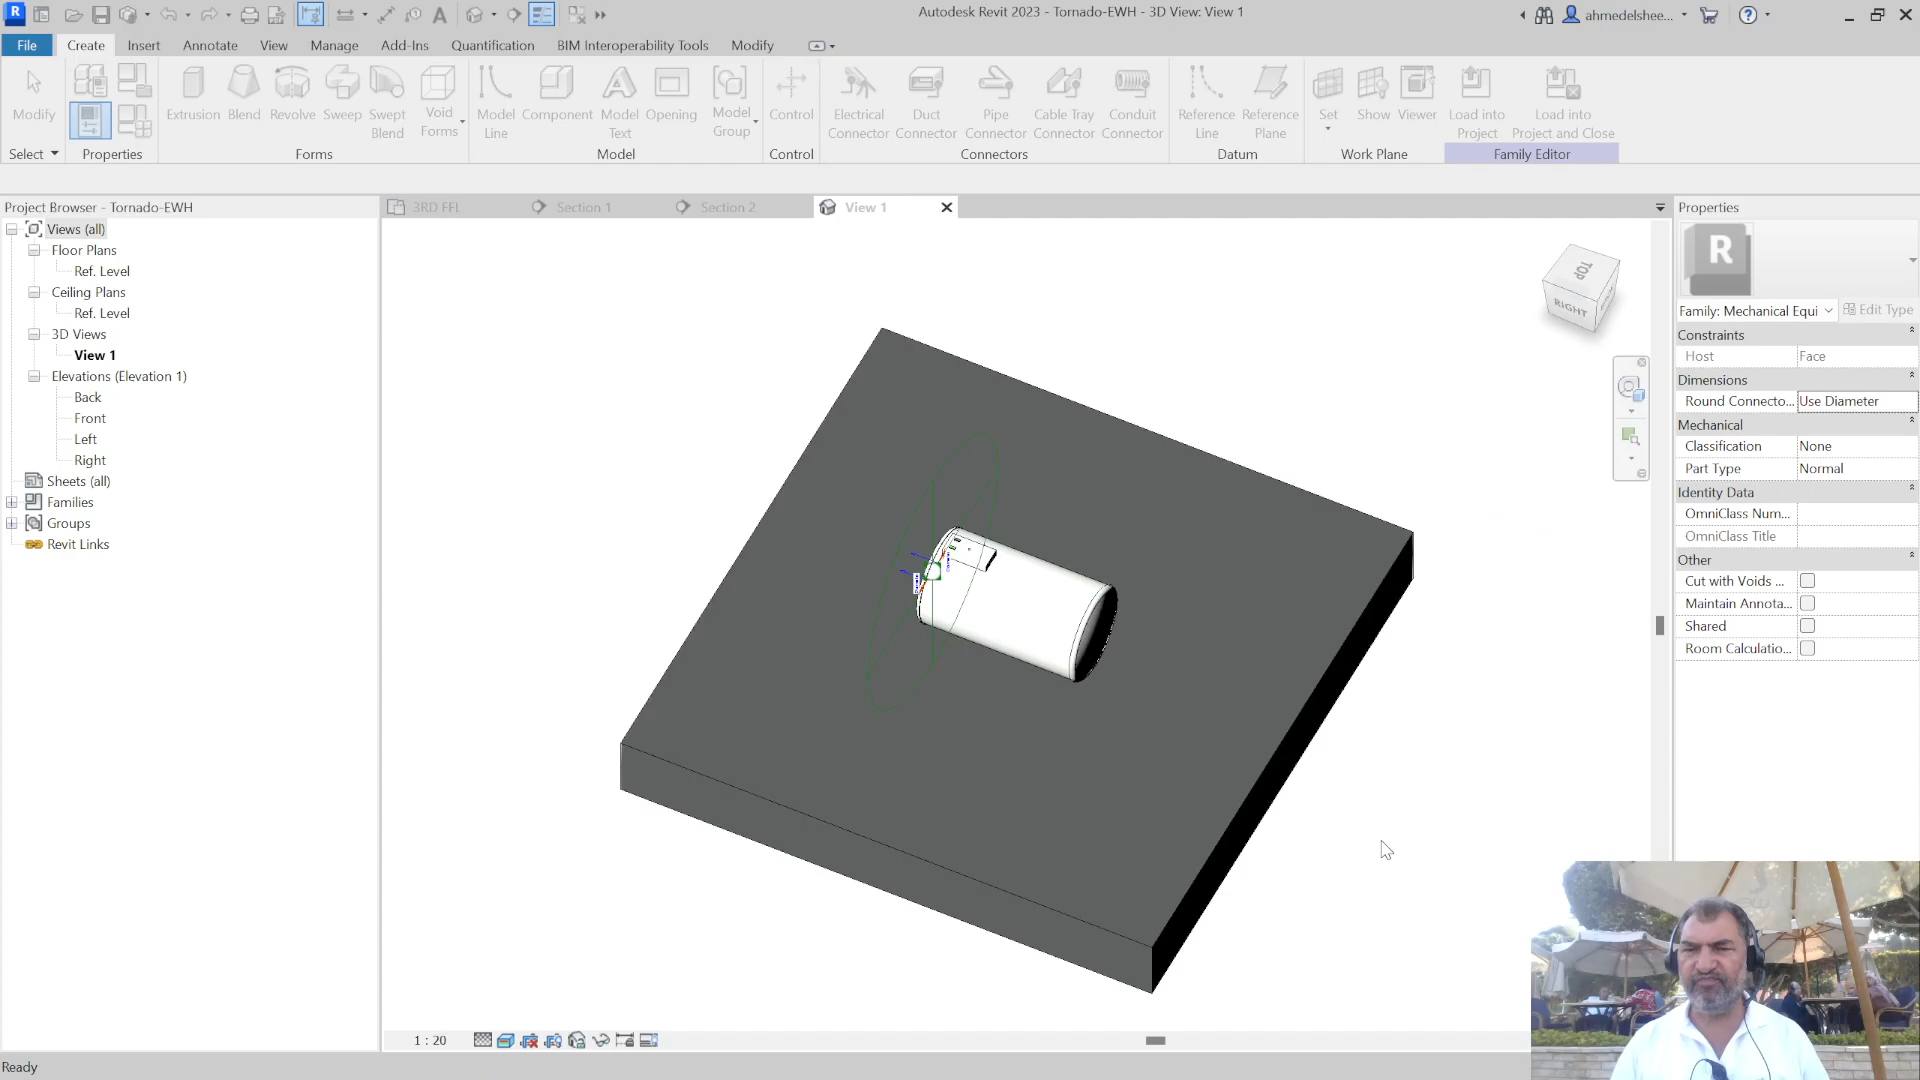 Autodesk Revit 2023 - Tornado-EWH - 3D View: View 1
ahmedelshee...
File Create Insert Annotate View Manage Add-Ins Quantification BIM Interoperability Tools Modify
Modify
Extrusion Blend Revolve Sweep Swept Blend
Void Forms
Model Line
Component
Model Text
Opening
Model Group
Control
Electrical Connector
Duct Connector
Pipe Connector
Cable Tray Connector
Conduit Connector
Reference Line
Reference Plane
Set Show Viewer
Load into Project
Load into Project and Close
Select Properties Forms Model Control Connectors Datum Work Plane Family Editor
Project Browser - Tornado-EWH
3RD FFL Section 1 Section 2 View 1
Properties
Views (all)
Floor Plans
Ref. Level
Ceiling Plans
Ref. Level
3D Views
View 1
Elevations (Elevation 1)
Back
Front
Left
Right
Sheets (all)
Families
Groups
Revit Links
TOP
RIGHT
R
Family: Mechanical Equi
Edit Type
Constraints
Host Face
Dimensions
Round Connecto... Use Diameter
Mechanical
Classification None
Part Type Normal
Identity Data
OmniClass Num...
OmniClass Title
Other
Cut with Voids ...
Maintain Annota...
Shared
Room Calculatio...
1 : 20
Ready